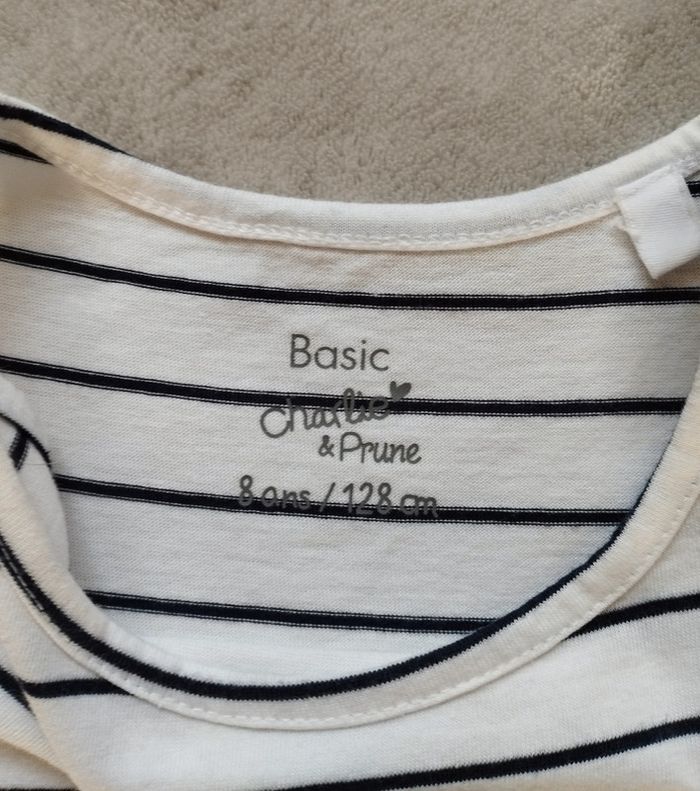 Basic
charlie
& Prune
8 ans / 128 cm